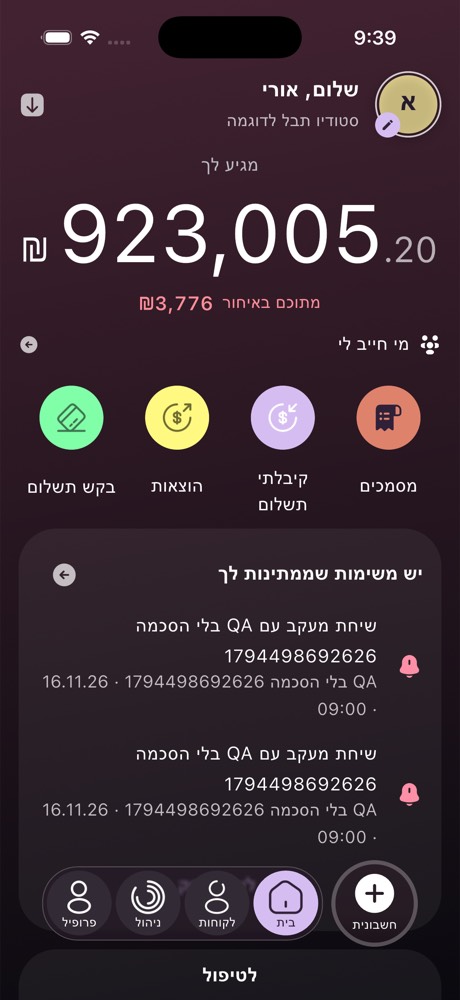 9:39
שלום, אורי
סטודיו תבל לדוגמה
א
מגיע לך
923,005.20 ₪
מתוכם באיחור ₪3,776
מי חייב לי
מסמכים
קיבלתי
תשלום
הוצאות
בקש תשלום
יש משימות שממתינות לך
שיחת מעקב עם QA בלי הסכמה
1794498692626
QA בלי הסכמה 1794498692626 · 16.11.26
· 09:00
שיחת מעקב עם QA בלי הסכמה
1794498692626
QA בלי הסכמה 1794498692626 · 16.11.26
· 09:00
חשבונית
בית
לקוחות
ניהול
פרופיל
לטיפול